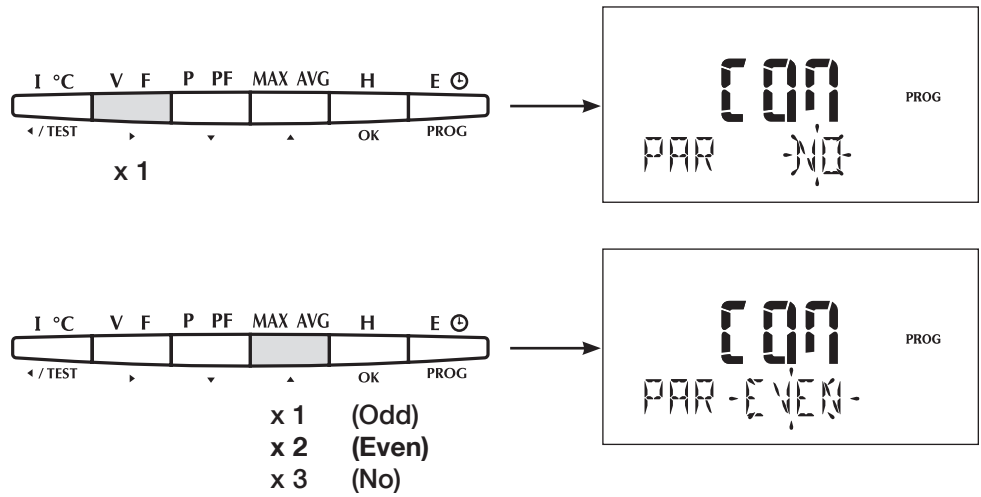 I °C V F P PF MAX AVG H E
/ TEST OK PROG
x 1
COM
PROG
PAR NO
I °C V F P PF MAX AVG H E
/ TEST OK PROG
x 1 (Odd)
x 2 (Even)
x 3 (No)
COM
PROG
PAR EVEN